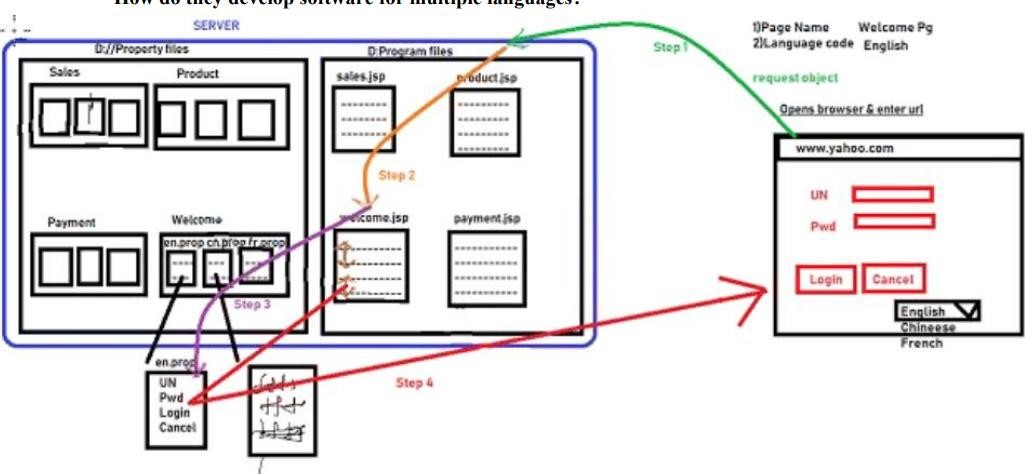 How do they develop software for multiple languages?
SERVER
1)Page Name Welcome Pg
2)Language code English
D://Property files
D:Program files
Step 1
Sales
Product
sales.jsp
product.jsp
request object
Opens browser & enter url
www.yahoo.com
Step 2
UN
Pwd
Payment
Welcome
welcome.jsp
payment.jsp
en.prop cn.prop fr.prop
Login
Cancel
Step 3
English
Chineese
French
en.prop
UN
Pwd
Login
Cancel
Step 4